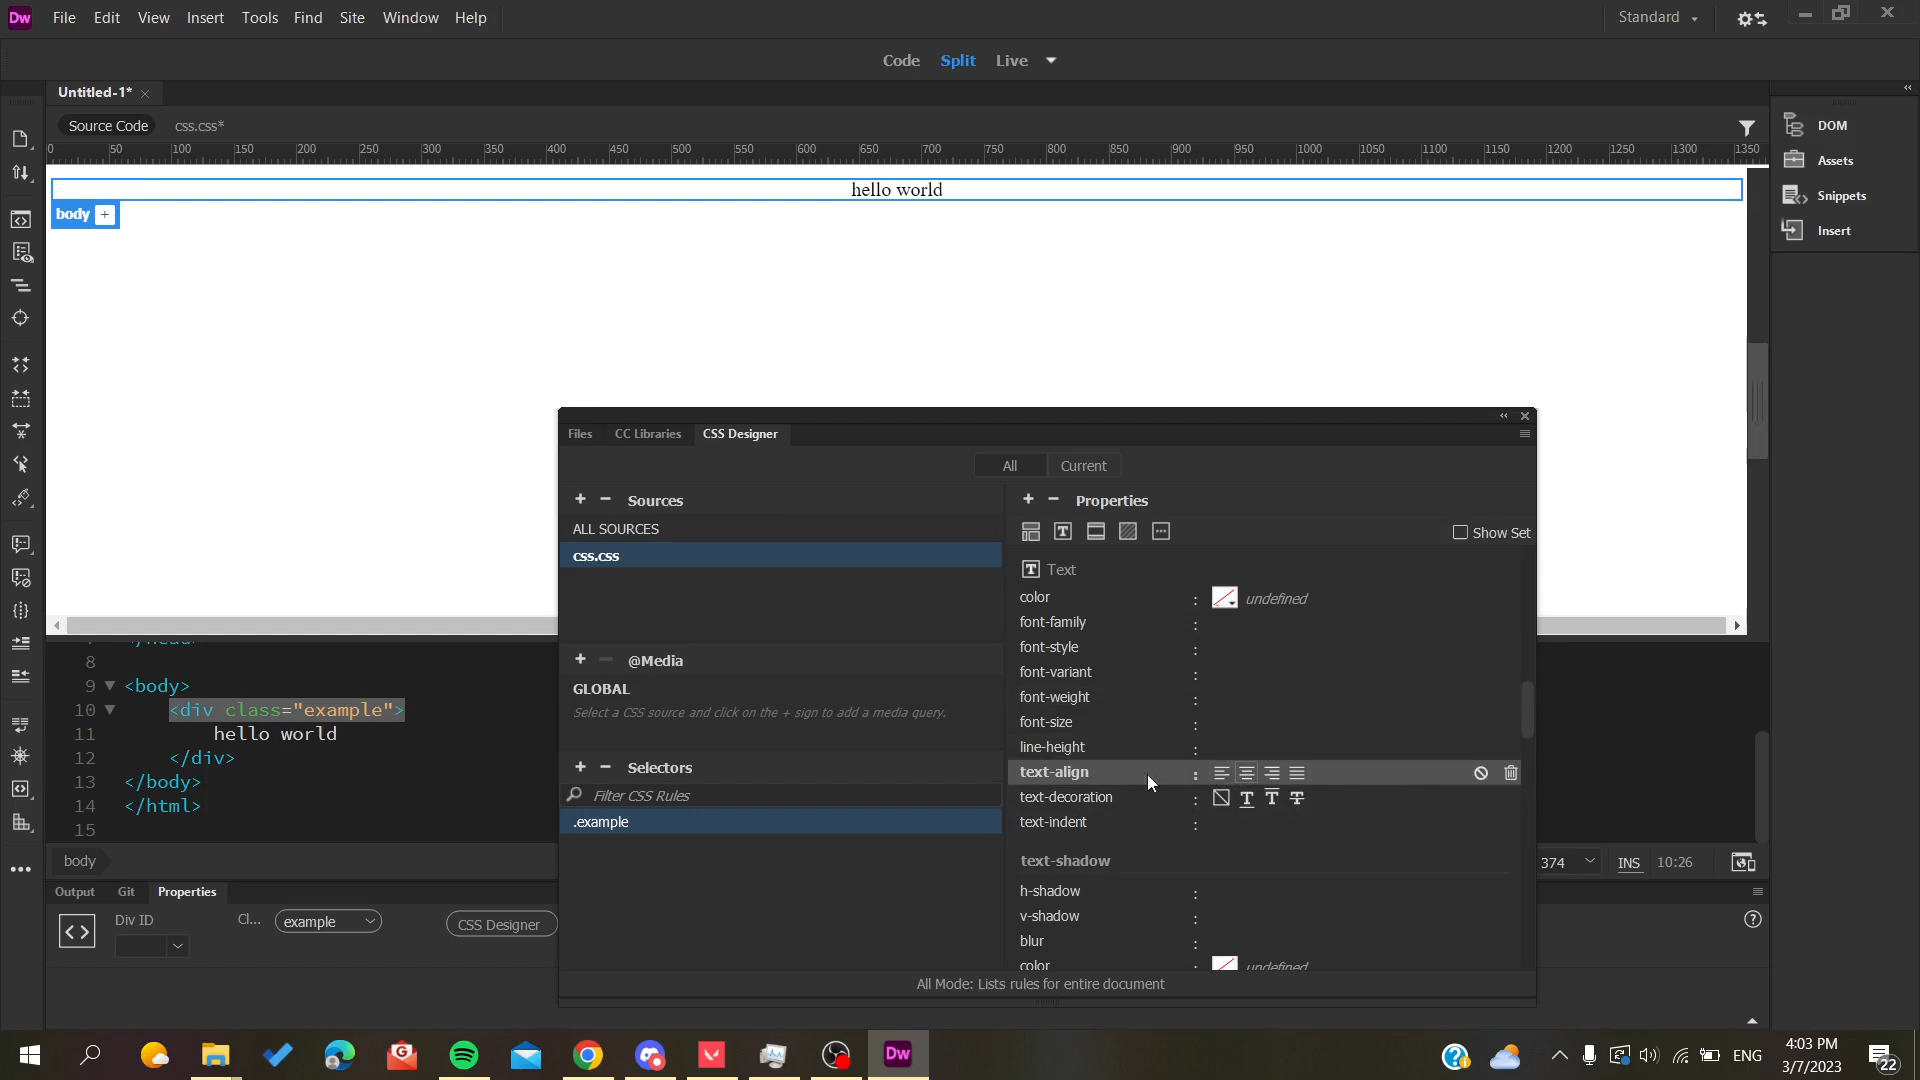 Dw File Edit View Insert Tools Find Site Window Help Standard
Code Split Live
Untitled-1*
Source Code css.css*
0 50 100 150 200 250 300 350 400 450 500 550 600 650 700 750 800 850 900 950 1000 1050 1100 1150 1200 1250 1300 1350
hello world
body +
DOM
Assets
Snippets
Insert
Files CC Libraries CSS Designer
All Current
+ − Sources
ALL SOURCES
css.css
+ − @Media
GLOBAL
Select a CSS source and click on the + sign to add a media query.
+ − Selectors
Filter CSS Rules
.example
+ − Properties
Show Set
T Text
color : undefined
font-family :
font-style :
font-variant :
font-weight :
font-size :
line-height :
text-align :
text-decoration :
text-indent :
text-shadow
h-shadow :
v-shadow :
blur :
color : undefined
All Mode: Lists rules for entire document
8
9 <body>
10 <div class="example">
11 hello world
12 </div>
13 </body>
14 </html>
15
body
374 INS 10:26
Output Git Properties
Div ID
Cl... example CSS Designer
Dw
ENG
4:03 PM
3/7/2023
22